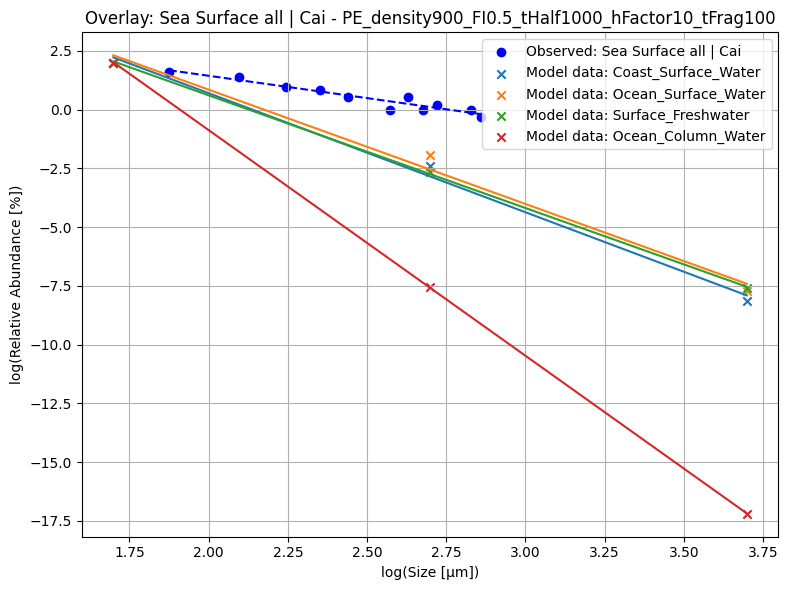 Overlay: Sea Surface all | Cai - PE_density900_FI0.5_tHalf1000_hFactor10_tFrag100
Observed: Sea Surface all | Cai
Model data: Coast_Surface_Water
Model data: Ocean_Surface_Water
Model data: Surface_Freshwater
Model data: Ocean_Column_Water
log(Relative Abundance [%])
2.5
0.0
−2.5
−5.0
−7.5
−10.0
−12.5
−15.0
−17.5
1.75 2.00 2.25 2.50 2.75 3.00 3.25 3.50 3.75
log(Size [μm])